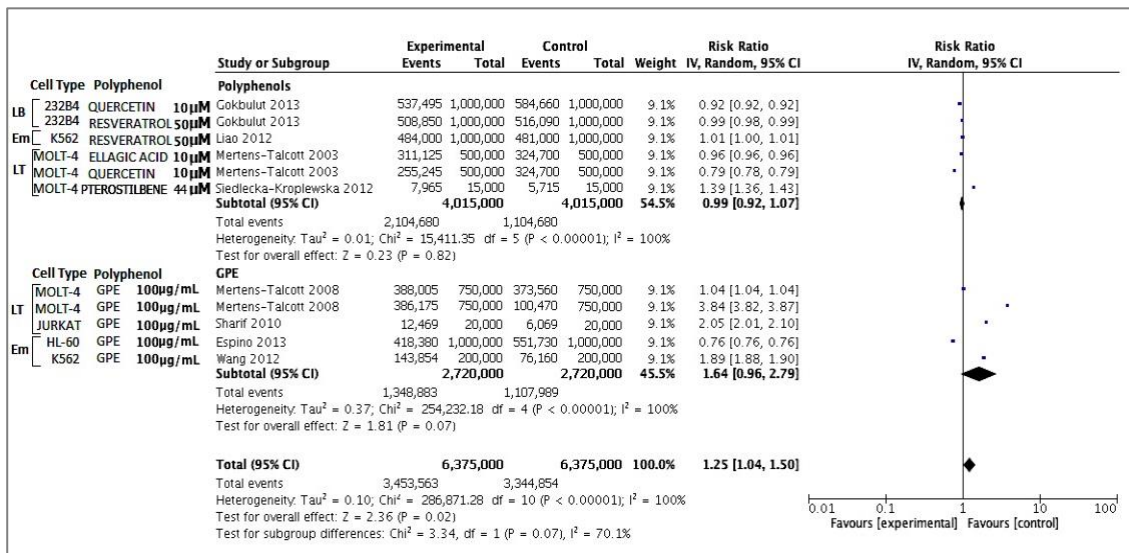 Experimental Control Risk Ratio Risk Ratio
Study or Subgroup Events Total Events Total Weight IV, Random, 95% CI IV, Random, 95% CI
Cell Type Polyphenol Polyphenols
LB 232B4 QUERCETIN 10µM Gokbulut 2013 537,495 1,000,000 584,660 1,000,000 9.1% 0.92 [0.92, 0.92]
232B4 RESVERATROL 50µM Gokbulut 2013 508,850 1,000,000 516,090 1,000,000 9.1% 0.99 [0.98, 0.99]
Em K562 RESVERATROL 50µM Liao 2012 484,000 1,000,000 481,000 1,000,000 9.1% 1.01 [1.00, 1.01]
LT MOLT-4 ELLAGIC ACID 10µM Mertens-Talcott 2003 311,125 500,000 324,700 500,000 9.1% 0.96 [0.96, 0.96]
MOLT-4 QUERCETIN 10µM Mertens-Talcott 2003 255,245 500,000 324,700 500,000 9.1% 0.79 [0.78, 0.79]
MOLT-4 PTEROSTILBENE 44 µM Siedlecka-Kroplewska 2012 7,965 15,000 5,715 15,000 9.1% 1.39 [1.36, 1.43]
Subtotal (95% CI) 4,015,000 4,015,000 54.5% 0.99 [0.92, 1.07]
Total events 2,104,680 1,104,680
Heterogeneity: Tau² = 0.01; Chi² = 15,411.35 df = 5 (P < 0.00001); I² = 100%
Test for overall effect: Z = 0.23 (P = 0.82)
Cell Type Polyphenol GPE
LT MOLT-4 GPE 100µg/mL Mertens-Talcott 2008 388,005 750,000 373,560 750,000 9.1% 1.04 [1.04, 1.04]
MOLT-4 GPE 100µg/mL Mertens-Talcott 2008 386,175 750,000 100,470 750,000 9.1% 3.84 [3.82, 3.87]
JURKAT GPE 100µg/mL Sharif 2010 12,469 20,000 6,069 20,000 9.1% 2.05 [2.01, 2.10]
Em HL-60 GPE 100µg/mL Espino 2013 418,380 1,000,000 551,730 1,000,000 9.1% 0.76 [0.76, 0.76]
K562 GPE 100µg/mL Wang 2012 143,854 200,000 76,160 200,000 9.1% 1.89 [1.88, 1.90]
Subtotal (95% CI) 2,720,000 2,720,000 45.5% 1.64 [0.96, 2.79]
Total events 1,348,883 1,107,989
Heterogeneity: Tau² = 0.37; Chi² = 254,232.18 df = 4 (P < 0.00001); I² = 100%
Test for overall effect: Z = 1.81 (P = 0.07)
Total (95% CI) 6,375,000 6,375,000 100.0% 1.25 [1.04, 1.50]
Total events 3,453,563 3,344,854
Heterogeneity: Tau² = 0.10; Chi² = 286,871.28 df = 10 (P < 0.00001); I² = 100%
Test for overall effect: Z = 2.36 (P = 0.02)
Test for subgroup differences: Chi² = 3.34, df = 1 (P = 0.07), I² = 70.1%
0.01 0.1 1 10 100
Favours [experimental] Favours [control]